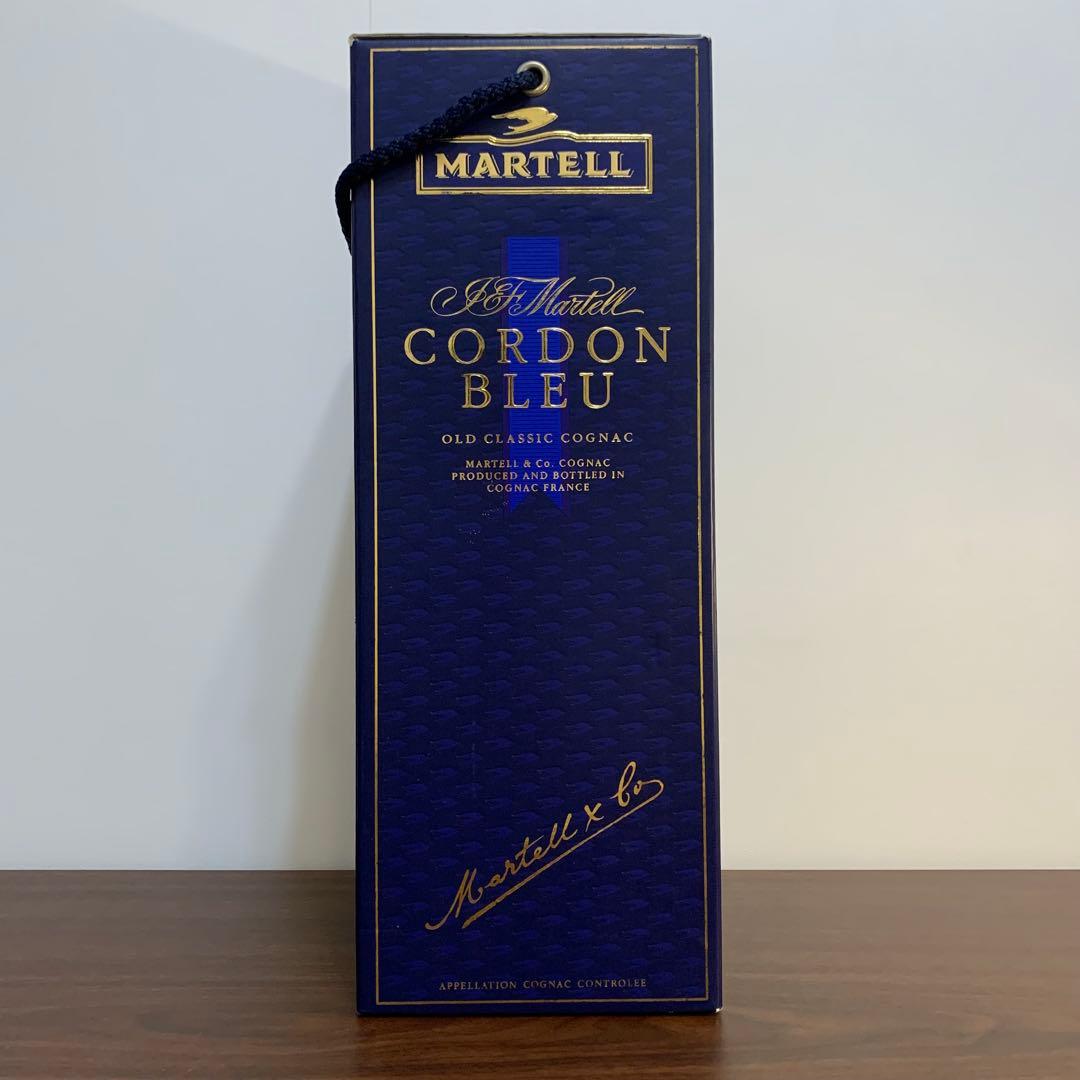 MARTELL
J&F Martell
CORDON
BLEU
OLD CLASSIC COGNAC
MARTELL & Co. COGNAC
PRODUCED AND BOTTLED IN
COGNAC FRANCE
Martell & Co
APPELLATION COGNAC CONTROLEE